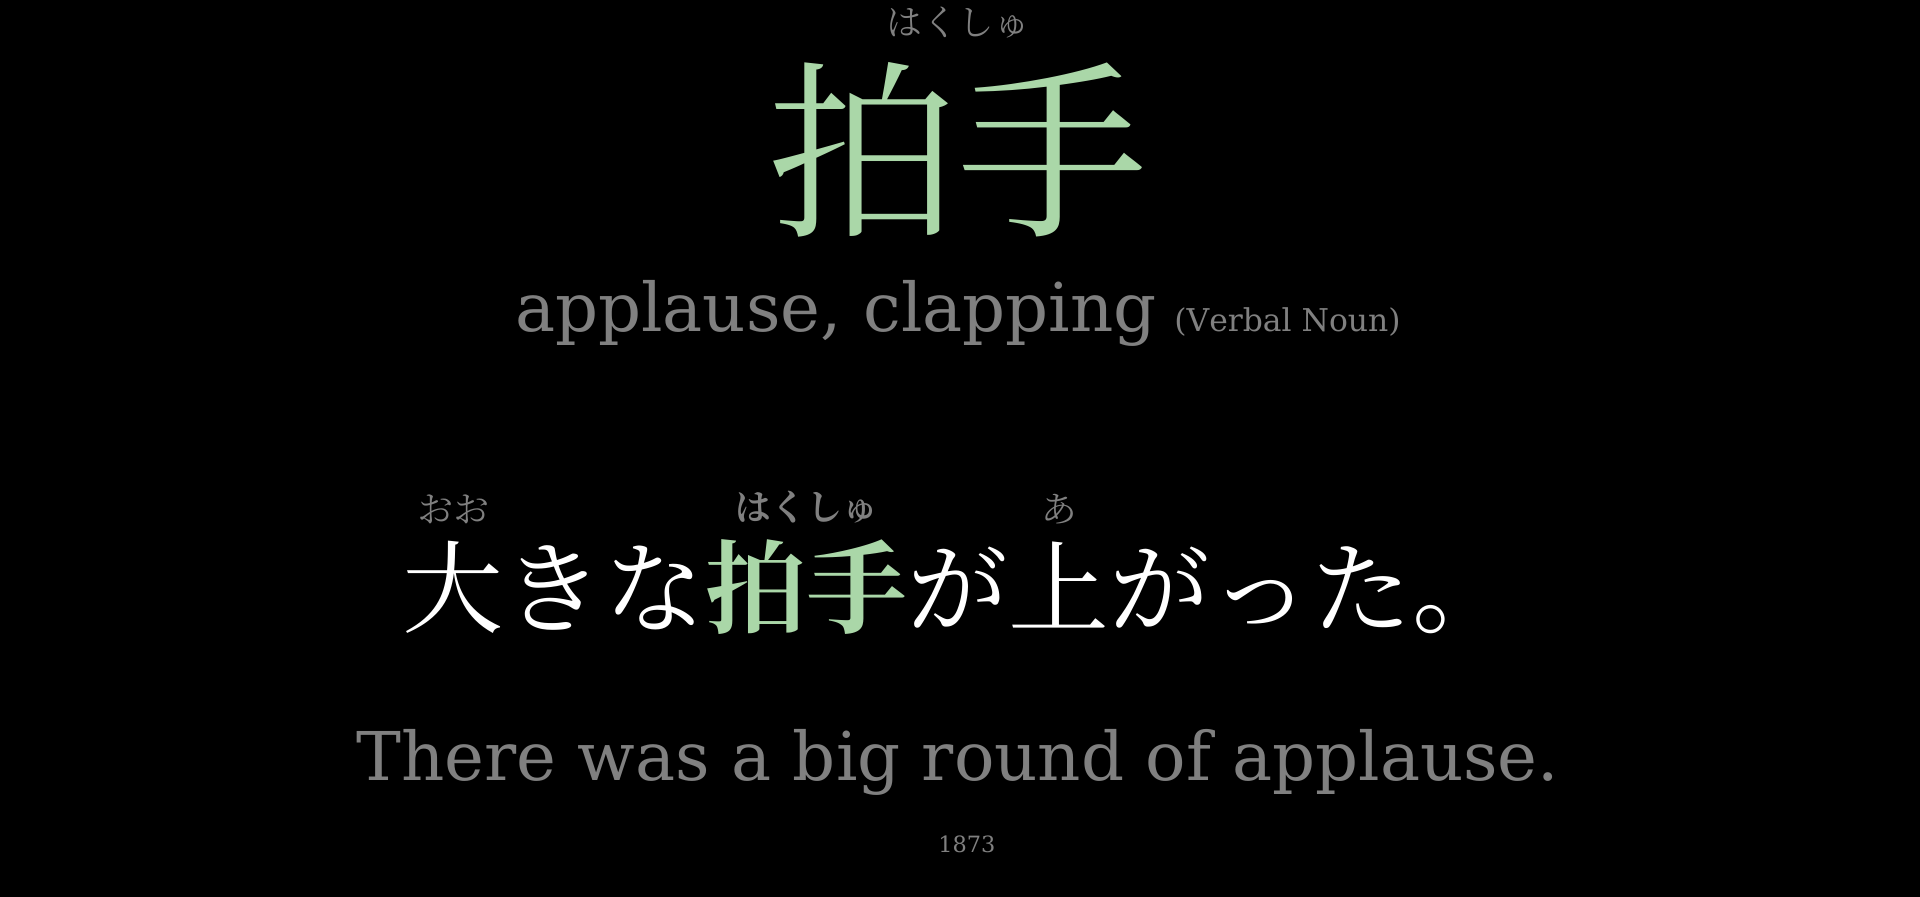 はくしゅ
拍手
applause, clapping (Verbal Noun)
おお はくしゅ あ
大きな拍手が上がった。
There was a big round of applause.
1873